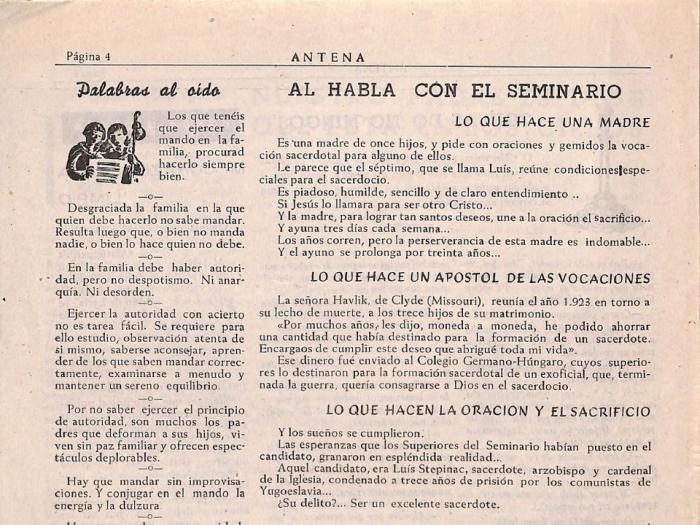 Página 4
ANTENA
Palabras al oído
Los que tenéis
que ejercer el
mando en la fa-
milia, procurad
hacerlo siempre
bien.
—o—
Desgraciada la familia en la que
quien debe hacerlo no sabe mandar.
Resulta luego que, o bien no manda
nadie, o bien lo hace quien no debe.
—o—
En la familia debe haber autori-
dad, pero no despotismo. Ni anar-
quía. Ni desorden.
—o—
Ejercer la autoridad con acierto
no es tarea fácil. Se requiere para
ello estudio, observación atenta de
sí mismo, saberse aconsejar, apren-
der de los que saben mandar correc-
tamente, examinarse a menudo y
mantener un sereno equilibrio.
—o—
Por no saber ejercer el principio
de autoridad, son muchos los pa-
dres que deforman a sus hijos, vi-
ven sin paz familiar y ofrecen espec-
táculos deplorables.
—o—
Hay que mandar sin improvisa-
ciones. Y conjugar en el mando la
energía y la dulzura
AL HABLA CON EL SEMINARIO
LO QUE HACE UNA MADRE
Es una madre de once hijos, y pide con oraciones y gemidos la voca-
ción sacerdotal para alguno de ellos.
Le parece que el séptimo, que se llama Luís, reúne condiciones espe-
ciales para el sacerdocio.
Es piadoso, humilde, sencillo y de claro entendimiento ..
Si Jesús lo llamara para ser otro Cristo...
Y la madre, para lograr tan santos deseos, une a la oración el sacrificio...
Y ayuna tres días cada semana...
Los años corren, pero la perserverancia de esta madre es indomable...
Y el ayuno se prolonga por treinta años...
LO QUE HACE UN APOSTOL DE LAS VOCACIONES
La señora Havlik, de Clyde (Missouri), reunía el año 1.923 en torno a
su lecho de muerte, a los trece hijos de su matrimonio.
«Por muchos años, les dijo, moneda a moneda, he podido ahorrar
una cantidad que había destinado para la formación de un sacerdote.
Encargaos de cumplir este deseo que abrigué toda mi vida».
Ese dinero fué enviado al Colegio Germano-Húngaro, cuyos superio-
res lo destinaron para la formación sacerdotal de un exoficial, que, termi-
nada la guerra, quería consagrarse a Dios en el sacerdocio.
LO QUE HACEN LA ORACION Y EL SACRIFICIO
Y los sueños se cumplieron.
Las esperanzas que los Superiores del Seminario habían puesto en el
candidato, granaron en espléndida realidad...
Aquel candidato, era Luís Stepinac, sacerdote, arzobispo y cardenal
de la Iglesia, condenado a trece años de prisión por los comunistas de
Yugoeslavia...
¿Su delito?... Ser un excelente sacerdote.